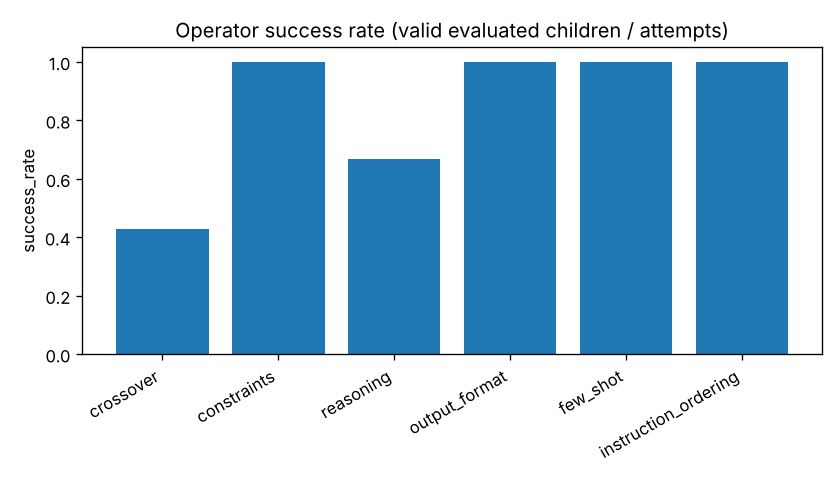 Operator success rate (valid evaluated children / attempts)
success_rate
1.0
0.8
0.6
0.4
0.2
0.0
crossover
constraints
reasoning
output_format
few_shot
instruction_ordering